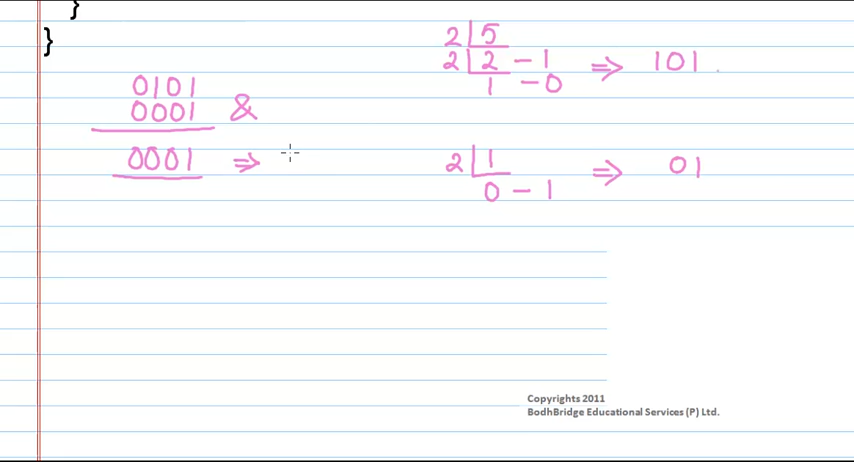 }
}
0101
0001 &
0001 ⇒
2 | 5
2 | 2 - 1 ⇒ 101
1 - 0
2 | 1 ⇒ 01
0 - 1
Copyrights 2011
BodhBridge Educational Services (P) Ltd.